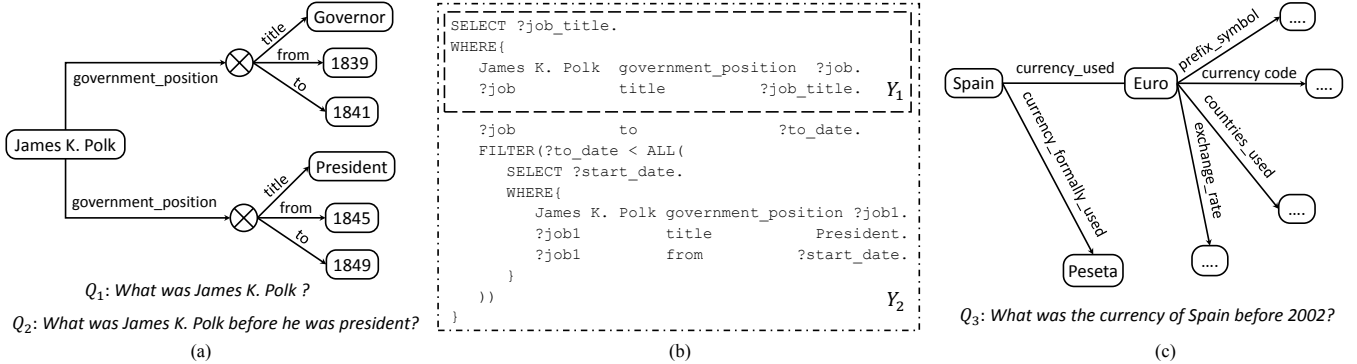 Governor
title
from
1839
to
1841
government_position
James K. Polk
President
title
government_position
from
1845
to
1849
Q1: What was James K. Polk ?
Q2: What was James K. Polk before he was president?
(a)
SELECT ?job_title.
WHERE{
James K. Polk government_position ?job.
?job title ?job_title. Y1
?job to ?to_date.
FILTER(?to_date < ALL(
SELECT ?start_date.
WHERE{
James K. Polk government_position ?job1.
?job1 title President.
?job1 from ?start_date.
}
)) Y2
}
(b)
....
prefix_symbol
Spain
currency_used
Euro
currency code
....
currency_formally_used
countries_used
exchange_rate
....
Peseta
....
Q3: What was the currency of Spain before 2002?
(c)